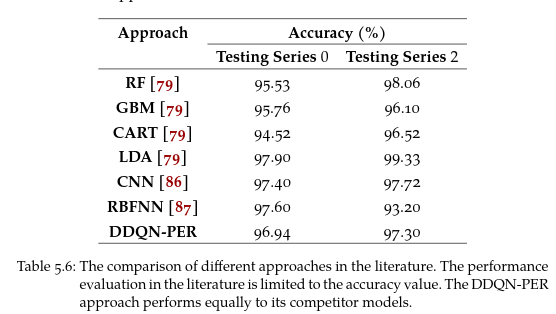 Approach Accuracy (%)
Testing Series 0 Testing Series 2
RF [79] 95.53 98.06
GBM [79] 95.76 96.10
CART [79] 94.52 96.52
LDA [79] 97.90 99.33
CNN [86] 97.40 97.72
RBFNN [87] 97.60 93.20
DDQN-PER 96.94 97.30
Table 5.6: The comparison of different approaches in the literature. The performance
evaluation in the literature is limited to the accuracy value. The DDQN-PER
approach performs equally to its competitor models.